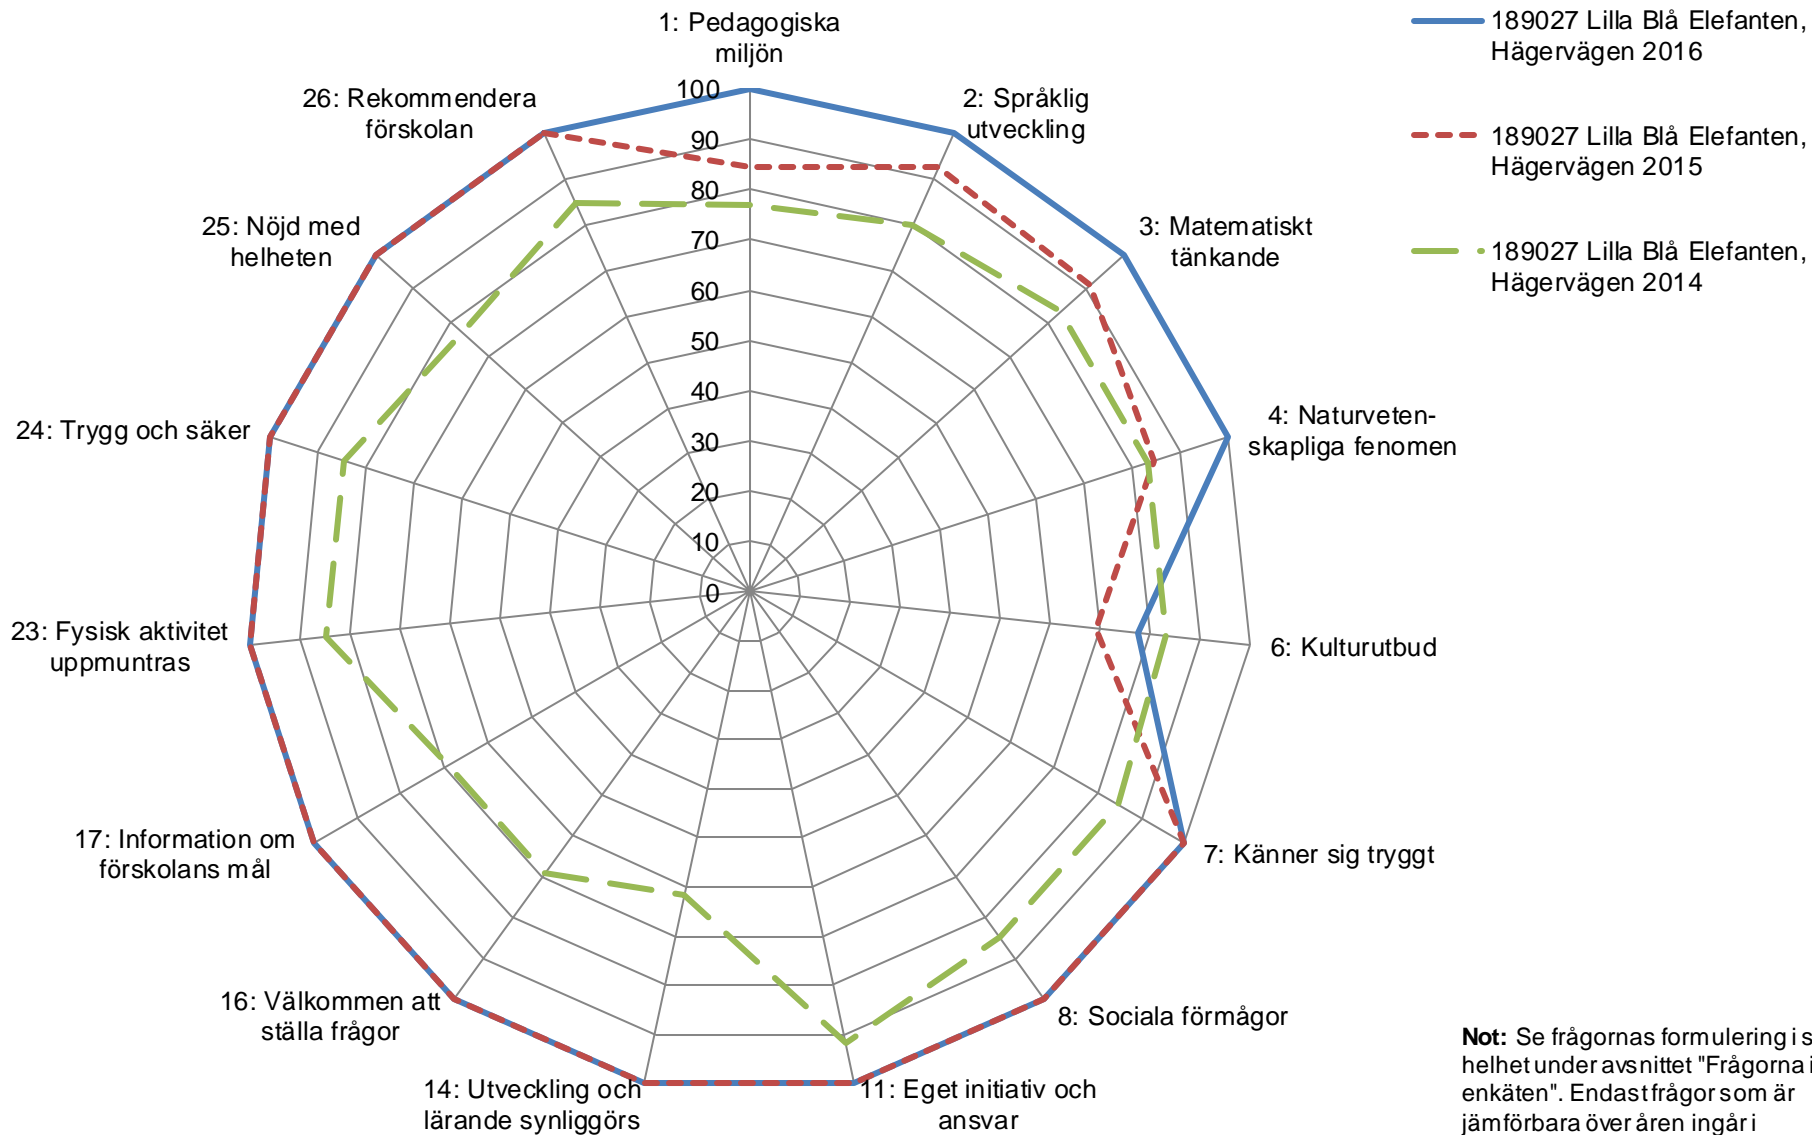 1: Pedagogiska
miljön
2: Språklig
utveckling
3: Matematiskt
tänkande
4: Naturveten-
skapliga fenomen
6: Kulturutbud
7: Känner sig tryggt
8: Sociala förmågor
11: Eget initiativ och
ansvar
14: Utveckling och
lärande synliggörs
16: Välkommen att
ställa frågor
17: Information om
förskolans mål
23: Fysisk aktivitet
uppmuntras
24: Trygg och säker
25: Nöjd med
helheten
26: Rekommendera
förskolan
100
90
80
70
60
50
40
30
20
10
0
189027 Lilla Blå Elefanten,
Hägervägen 2016
189027 Lilla Blå Elefanten,
Hägervägen 2015
189027 Lilla Blå Elefanten,
Hägervägen 2014
Not: Se frågornas formulering i s
helhet under avsnittet "Frågorna i
enkäten". Endast frågor som är
jämförbara över åren ingår i